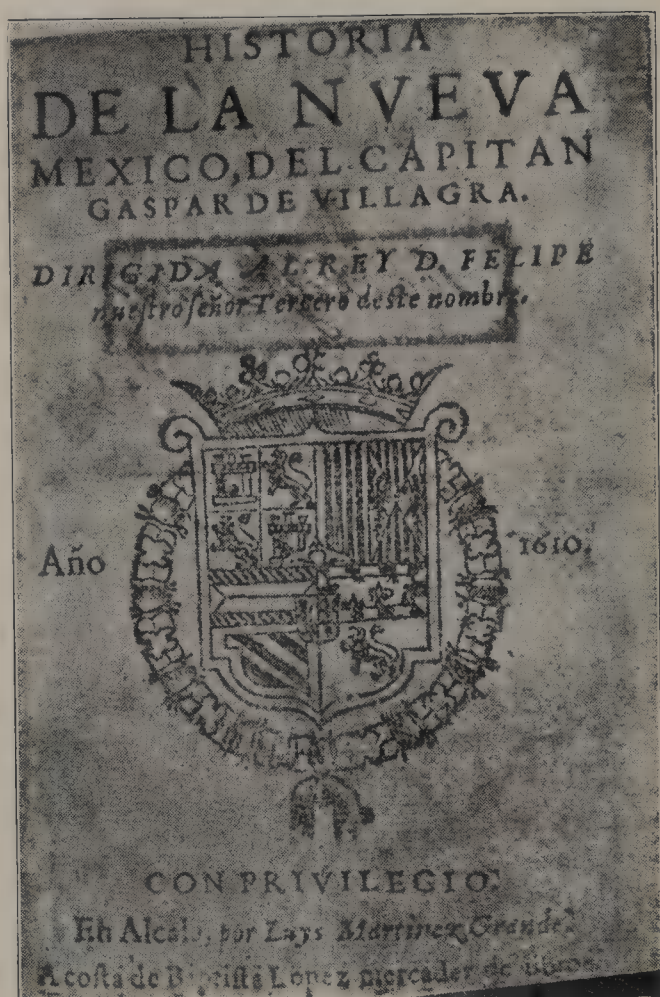 HISTORIA
DE LA NVEVA
MEXICO, DEL CAPITAN
GASPAR DE VILLAGRA.
DIRIGIDA AL REY D. FELIPE
nueſtro ſeñor Tercero deſte nombre.
Año 1610.
CON PRIVILEGIO.
En Alcala, por Luys Martinez Grande.
A coſta de Baptiſta Lopez mercader de libros